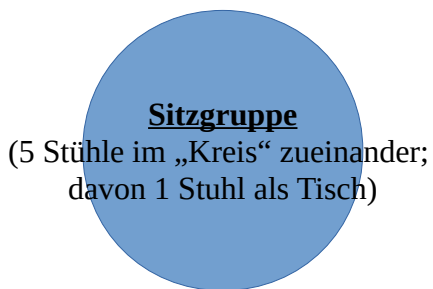 Sitzgruppe
(5 Stühle im „Kreis“ zueinander;
davon 1 Stuhl als Tisch)